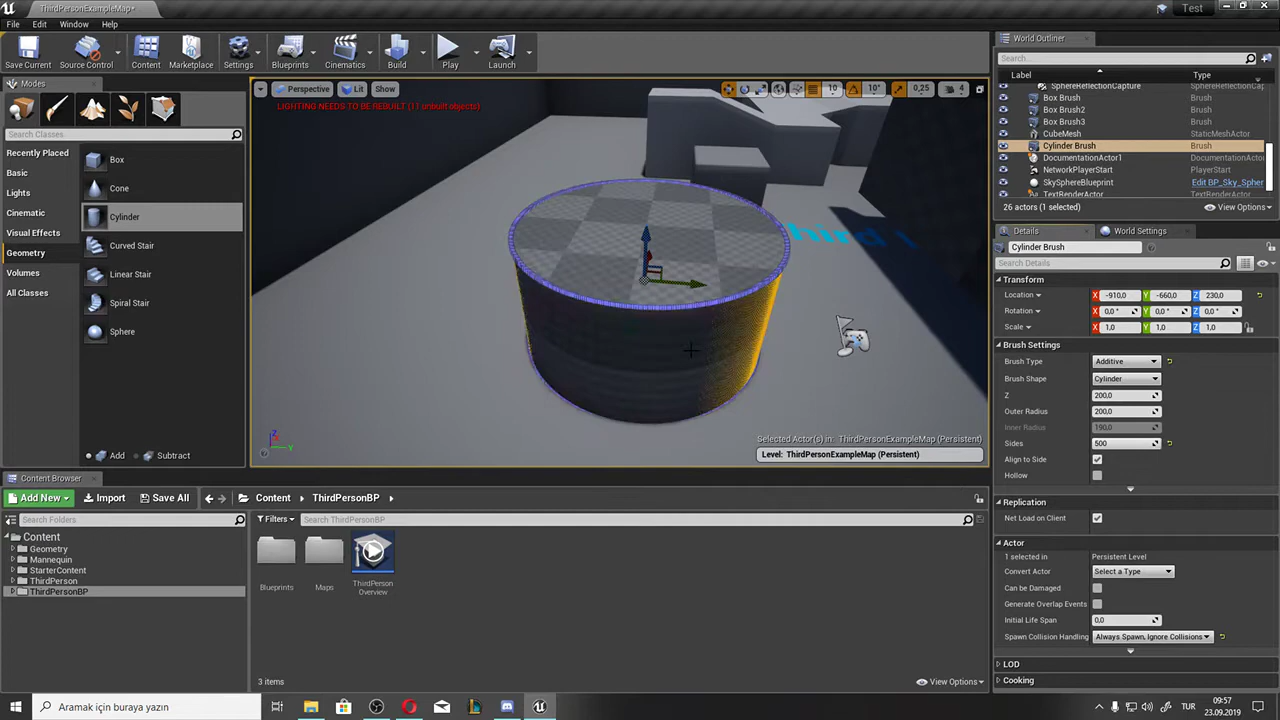 ThirdPersonExampleMap*
Test
File Edit Window Help
Save Current Source Control Content Marketplace Settings Blueprints Cinematics Build Play Launch
Modes
Search Classes
Recently Placed
Basic
Lights
Cinematic
Visual Effects
Geometry
Volumes
All Classes
Box
Cone
Cylinder
Curved Stair
Linear Stair
Spiral Stair
Sphere
Add Subtract
Perspective Lit Show
10 10° 0,25 4
LIGHTING NEEDS TO BE REBUILT (11 unbuilt objects)
Selected Actor(s) in: ThirdPersonExampleMap (Persistent)
Level: ThirdPersonExampleMap (Persistent)
World Outliner
Search...
Label Type
SphereReflectionCapture SphereReflectionCap
Box Brush Brush
Box Brush2 Brush
Box Brush3 Brush
CubeMesh StaticMeshActor
Cylinder Brush Brush
DocumentationActor1 DocumentationActo
NetworkPlayerStart PlayerStart
SkySphereBlueprint Edit BP_Sky_Spher
TextRenderActor TextRenderActor
26 actors (1 selected) View Options
Details World Settings
Cylinder Brush
Search Details
Transform
Location X -910,0 Y -660,0 Z 230,0
Rotation X 0,0° Y 0,0° Z 0,0°
Scale X 1,0 Y 1,0 Z 1,0
Brush Settings
Brush Type Additive
Brush Shape Cylinder
Z 200,0
Outer Radius 200,0
Inner Radius 190,0
Sides 500
Align to Side
Hollow
Replication
Net Load on Client
Actor
1 selected in Persistent Level
Convert Actor Select a Type
Can be Damaged
Generate Overlap Events
Initial Life Span 0,0
Spawn Collision Handling Always Spawn, Ignore Collisions
LOD
Cooking
Content Browser
Add New Import Save All Content ThirdPersonBP
Search Folders
Filters Search ThirdPersonBP
Content
Geometry
Mannequin
StarterContent
ThirdPerson
ThirdPersonBP
Blueprints
Maps
ThirdPerson
Overview
3 items
View Options
Aramak için buraya yazın
TUR
09:57
23.09.2019